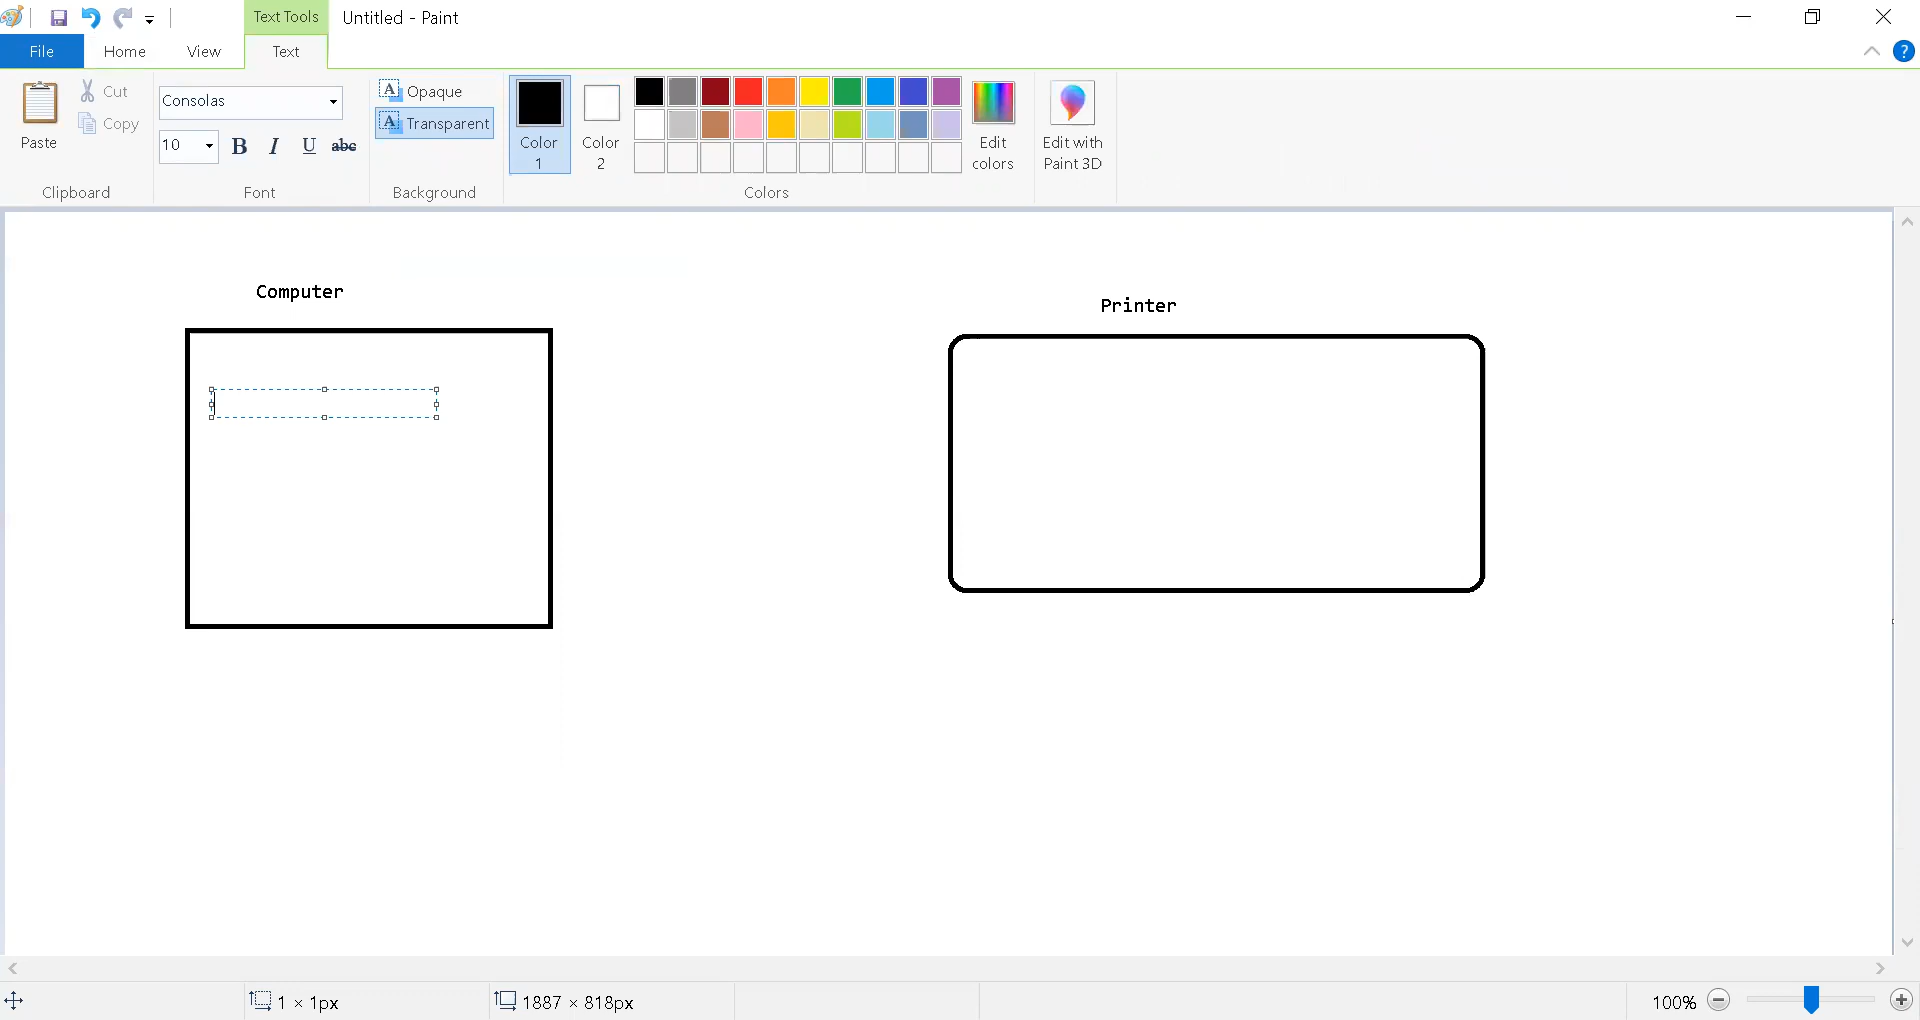 Text Tools
Untitled - Paint
File
Home
View
Text
?
Paste
Cut
Copy
Clipboard
Consolas
10
B
I
U
abc
Font
A Opaque
A Transparent
Background
Color 1
Color 2
Colors
Edit colors
Edit with Paint 3D
Computer
Printer
1 × 1px
1887 × 818px
100%